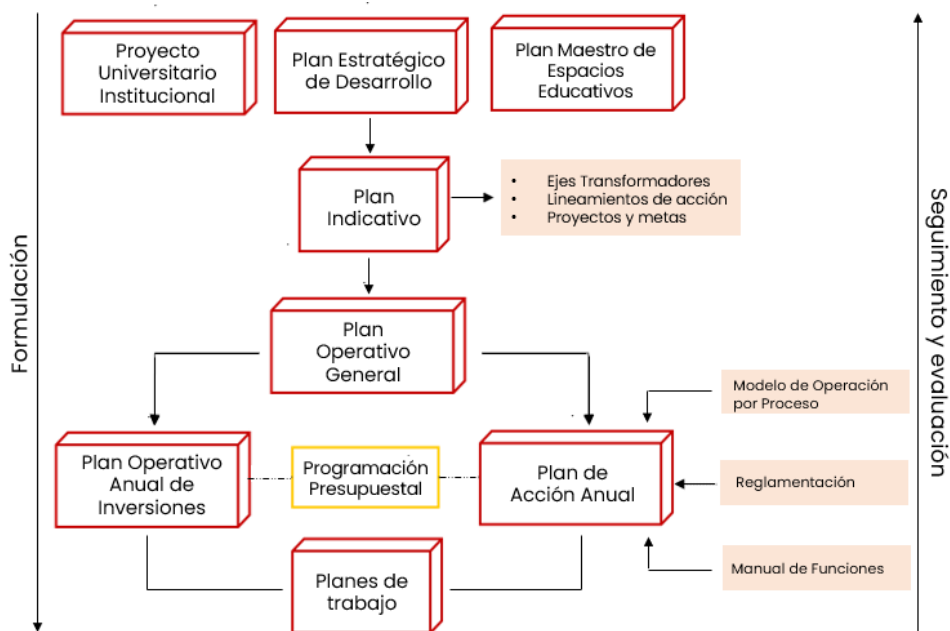 Proyecto
Universitario
Institucional
Plan Estratégico
de Desarrollo
Plan Maestro de
Espacios
Educativos
Plan
Indicativo
• Ejes Transformadores
• Lineamientos de acción
• Proyectos y metas
Formulación
Seguimiento y evaluación
Plan
Operativo
General
Modelo de Operación
por Proceso
Plan Operativo
Anual de
Inversiones
Programación
Presupuestal
Plan de
Acción Anual
Reglamentación
Planes de
trabajo
Manual de Funciones